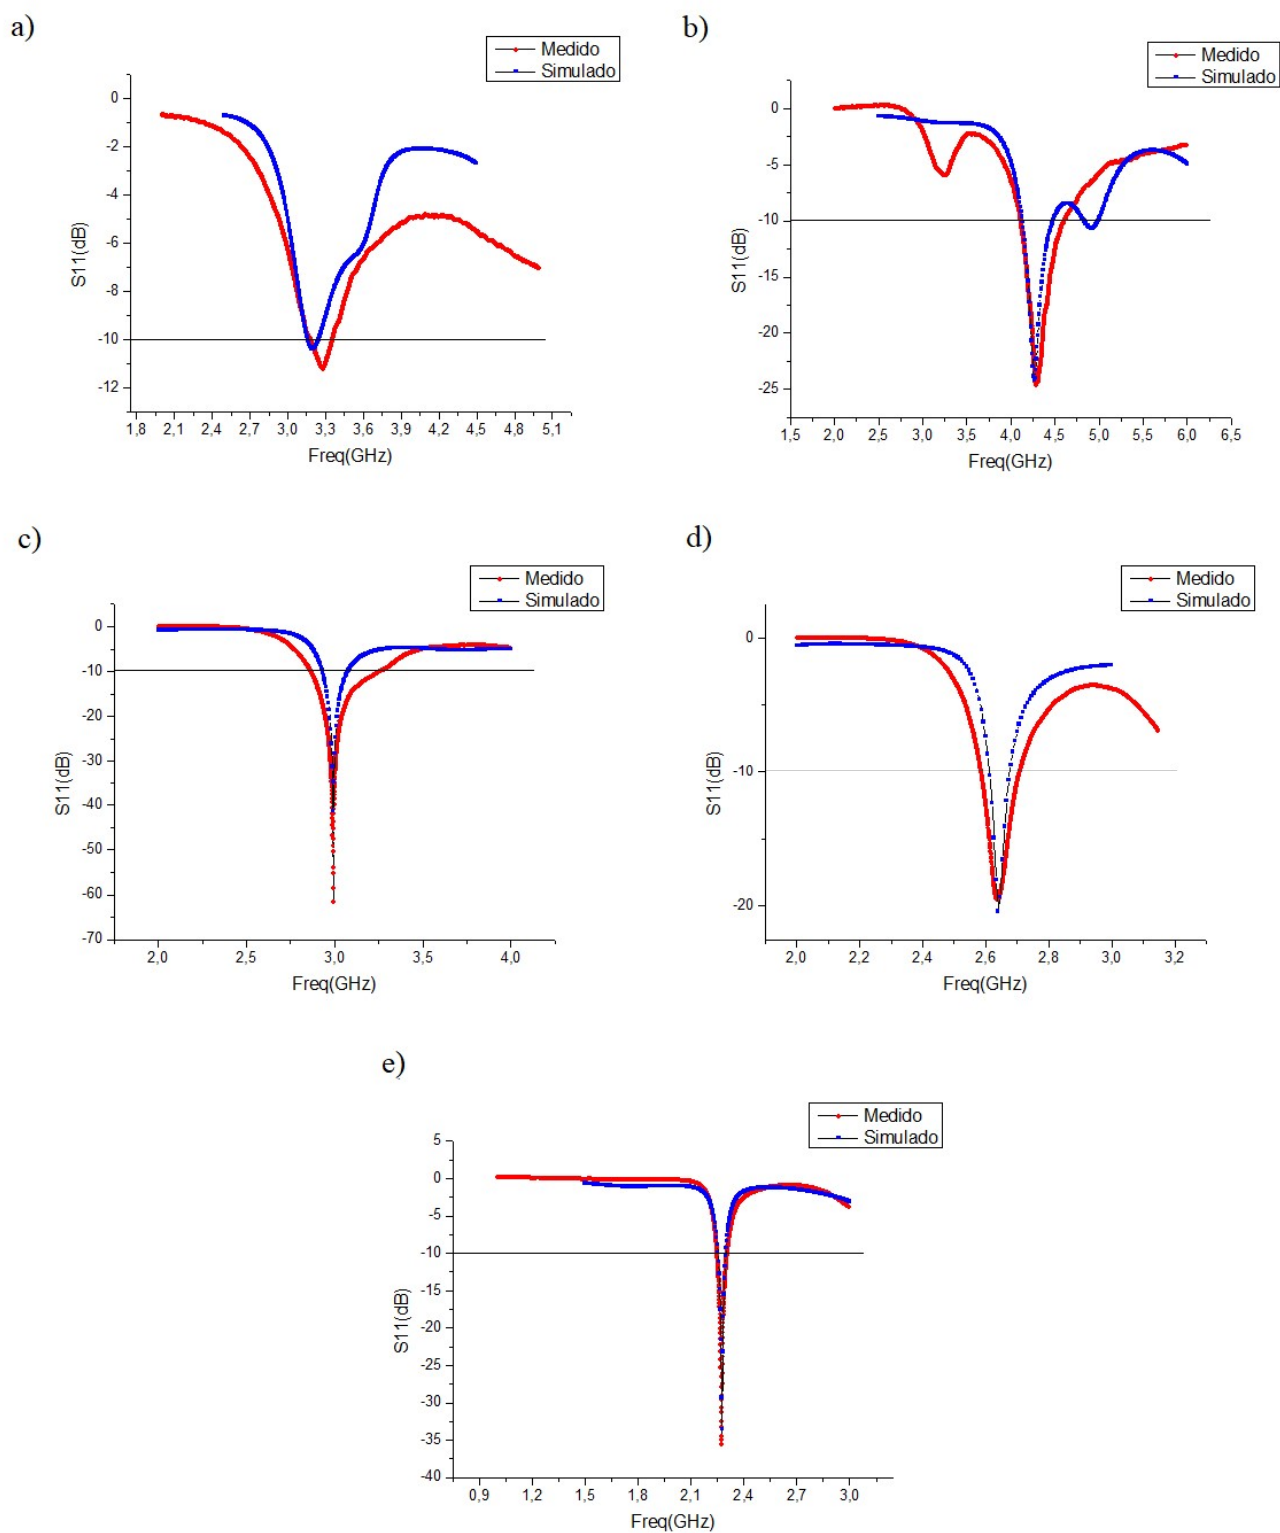 a)
Medido
Simulado
0
-2
-4
-6
-8
-10
-12
S11(dB)
1,8 2,1 2,4 2,7 3,0 3,3 3,6 3,9 4,2 4,5 4,8 5,1
Freq(GHz)
b)
Medido
Simulado
0
-5
-10
-15
-20
-25
S11(dB)
1,5 2,0 2,5 3,0 3,5 4,0 4,5 5,0 5,5 6,0 6,5
Freq(GHz)
c)
Medido
Simulado
0
-10
-20
-30
-40
-50
-60
-70
S11(dB)
2,0 2,5 3,0 3,5 4,0
Freq(GHz)
d)
Medido
Simulado
0
-10
-20
S11(dB)
2,0 2,2 2,4 2,6 2,8 3,0 3,2
Freq(GHz)
e)
Medido
Simulado
5
0
-5
-10
-15
-20
-25
-30
-35
-40
S11(dB)
0,9 1,2 1,5 1,8 2,1 2,4 2,7 3,0
Freq(GHz)